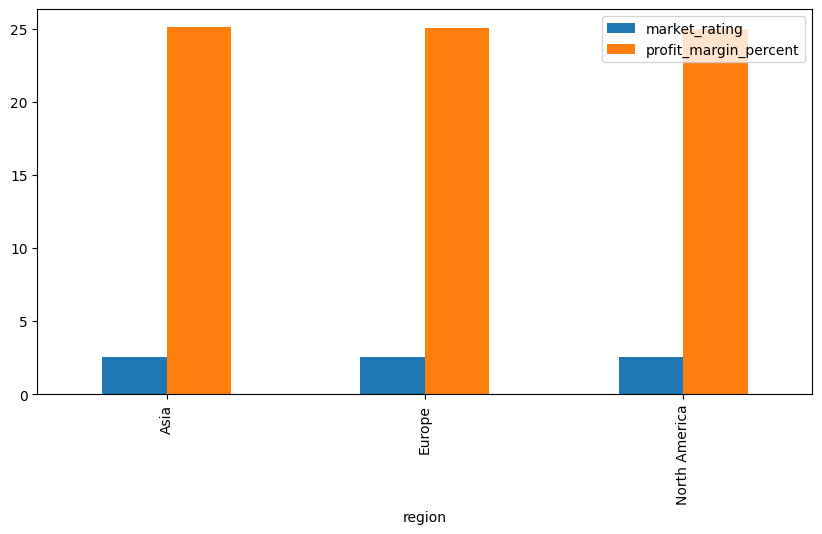 market_rating
profit_margin_percent
25
20
15
10
5
0
Asia
Europe
North America
region